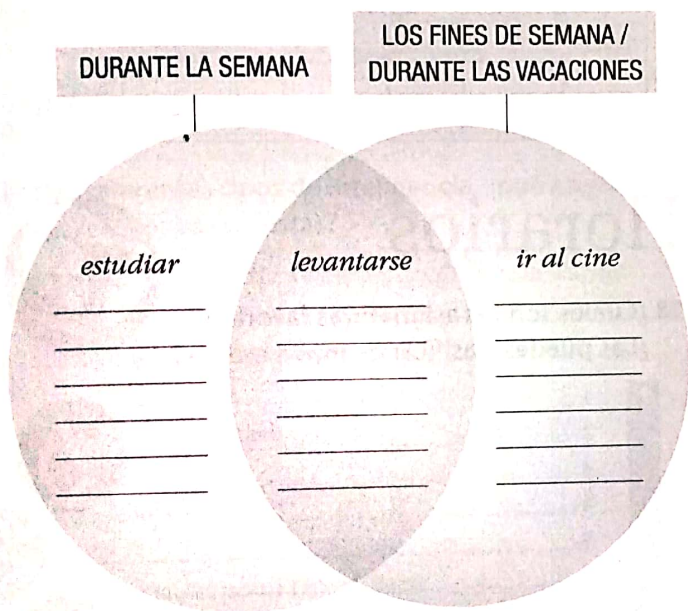 DURANTE LA SEMANA
LOS FINES DE SEMANA /
DURANTE LAS VACACIONES
estudiar
levantarse
ir al cine